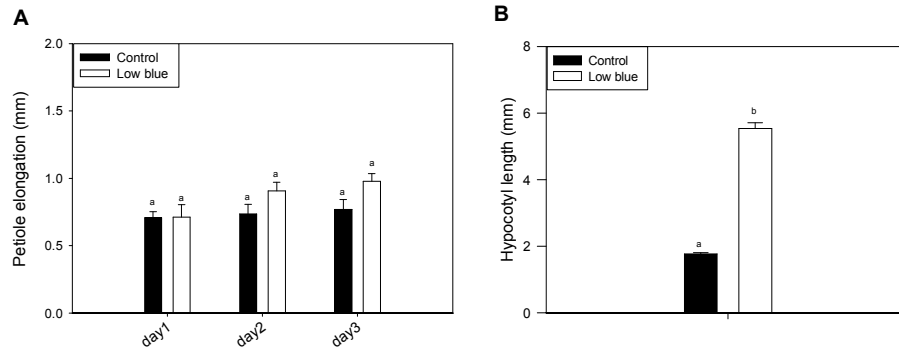 A
Petiole elongation (mm)
2.0
1.5
1.0
0.5
0.0
Control
Low blue
a a a a a a
day1 day2 day3
B
Hypocotyl length (mm)
8
6
4
2
0
Control
Low blue
b
a